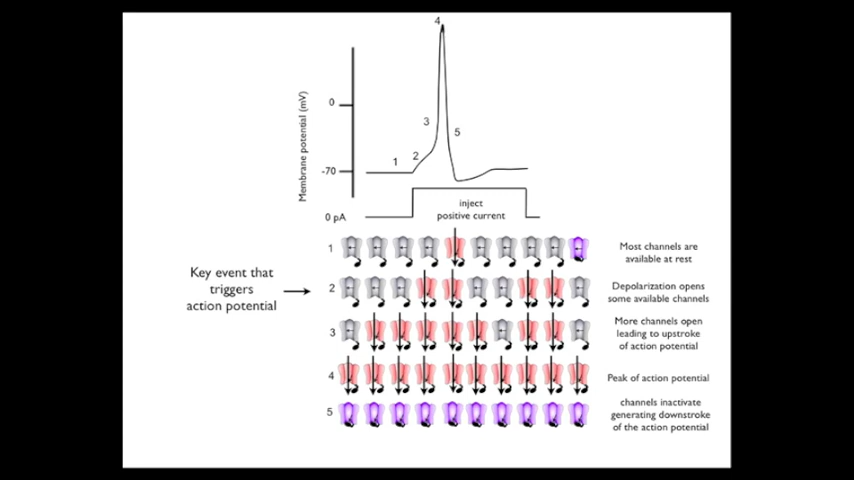 4
Membrane potential (mV)
0
3
5
2
1
-70
inject
positive current
0 pA
1
Most channels are
available at rest
Key event that
triggers
action potential
2
Depolarization opens
some available channels
3
More channels open
leading to upstroke
of action potential
4
Peak of action potential
5
channels inactivate
generating downstroke
of the action potential